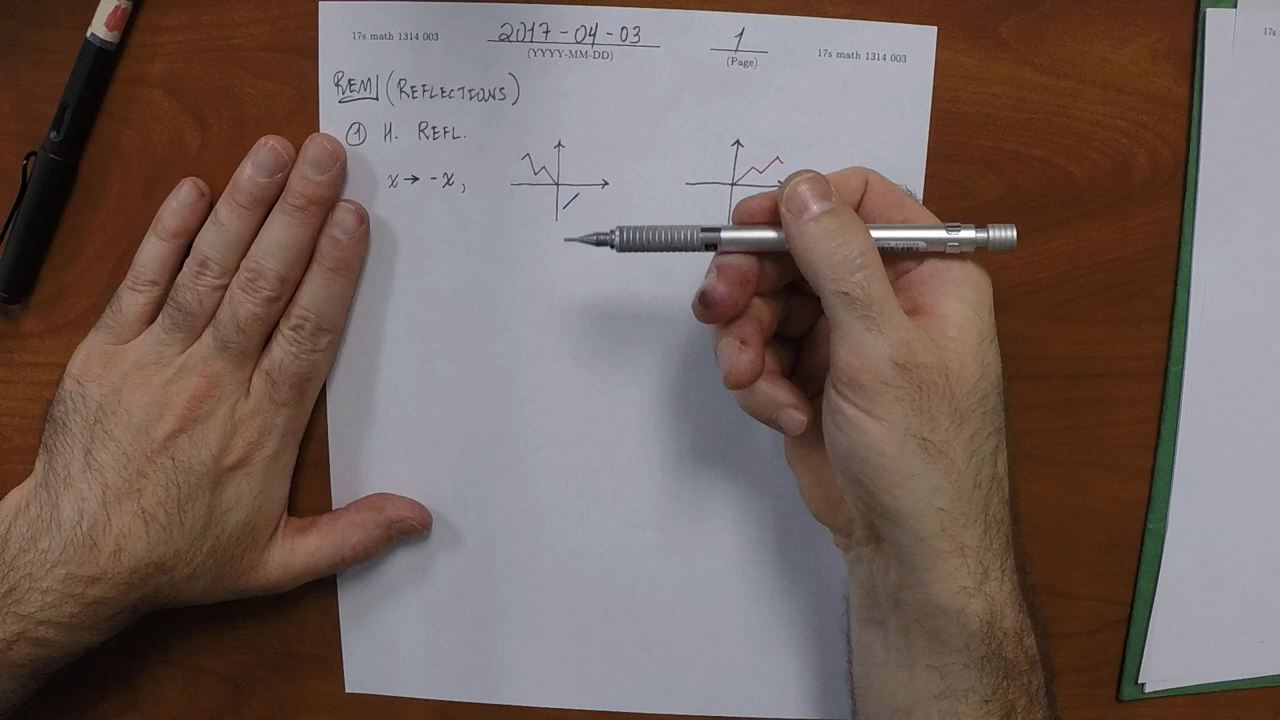 17s math 1314 003 2017-04-03 1 17s math 1314 003
(YYYY-MM-DD) (Page)
REM (REFLECTIONS)
① H. REFL.
x → -x,
17s